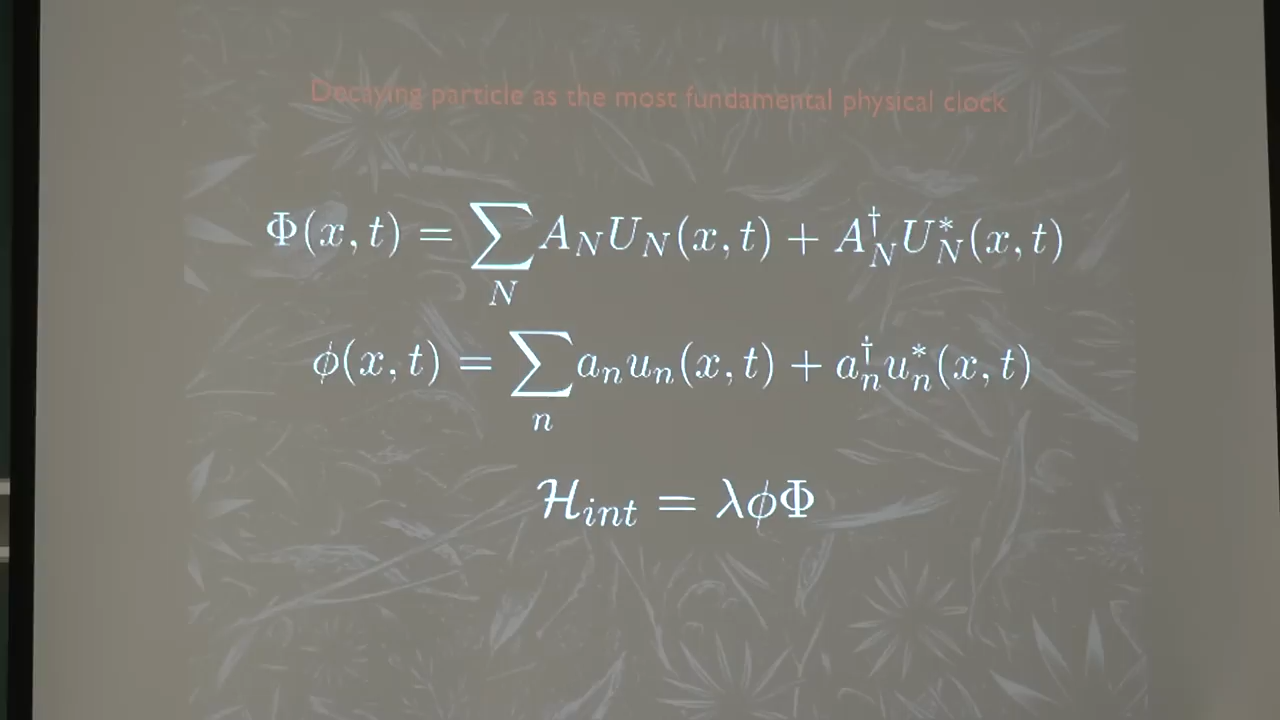 Decaying particle as the most fundamental physical clock
Φ(x, t) = ∑_N A_N U_N(x, t) + A_N^† U_N^*(x, t)
ϕ(x, t) = ∑_n a_n u_n(x, t) + a_n^† u_n^*(x, t)
ℋ_int = λϕΦ